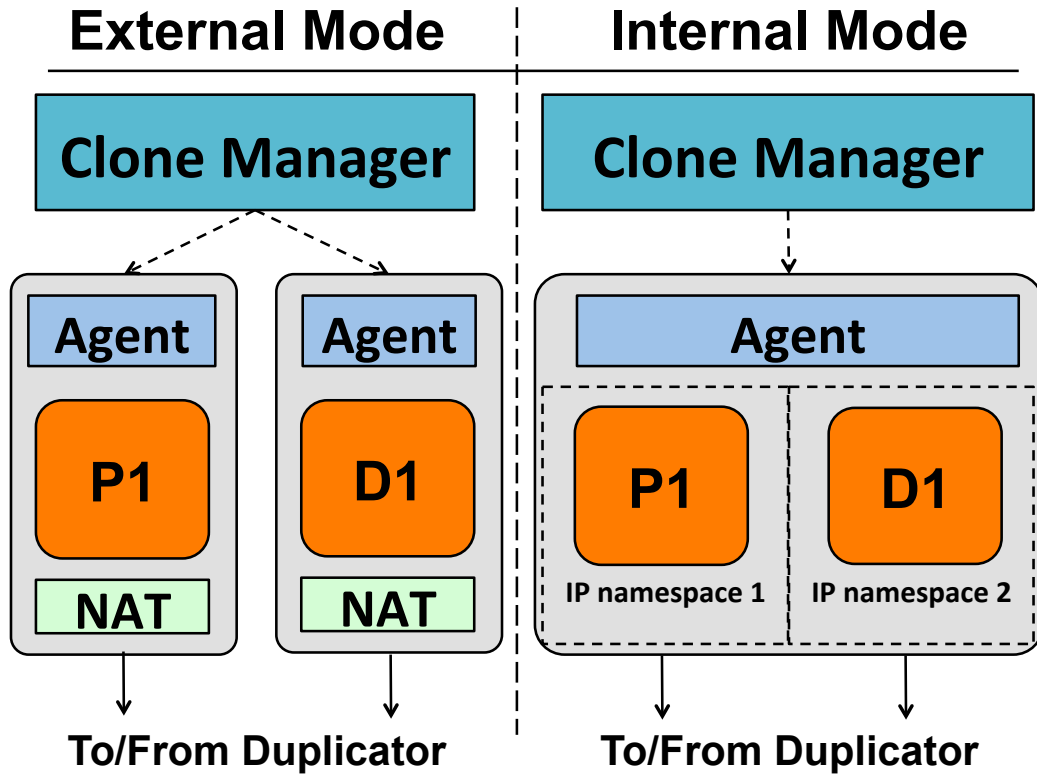 External Mode
Internal Mode
Clone Manager
Clone Manager
Agent
Agent
Agent
P1
D1
P1
D1
IP namespace 1
IP namespace 2
NAT
NAT
To/From Duplicator
To/From Duplicator